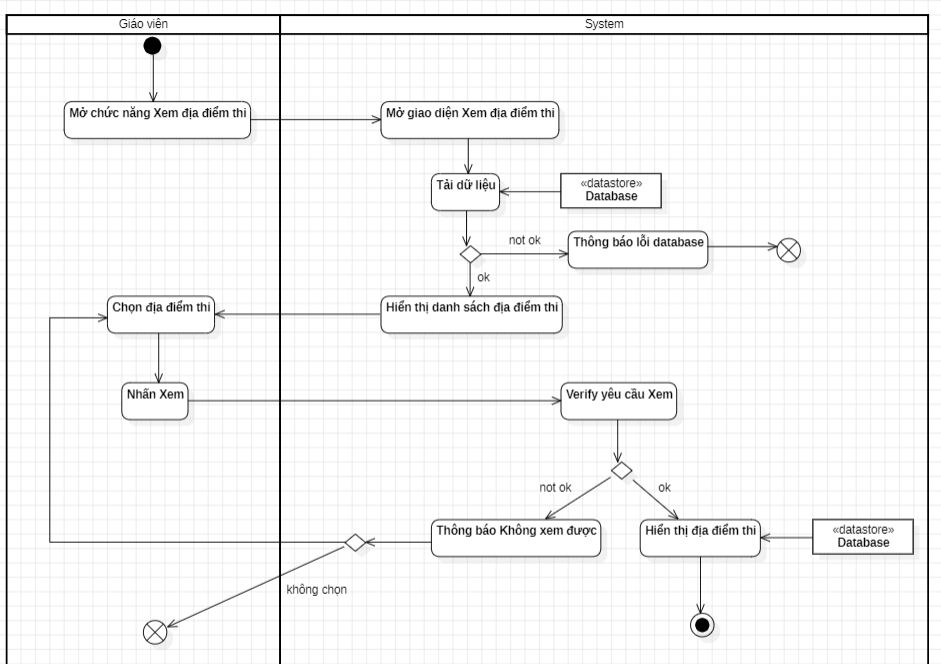 Giáo viên
System
Mở chức năng Xem địa điểm thi
Mở giao diện Xem địa điểm thi
Tải dữ liệu
«datastore»
Database
not ok
Thông báo lỗi database
ok
Chọn địa điểm thi
Hiển thị danh sách địa điểm thi
Nhấn Xem
Verify yêu cầu Xem
not ok
ok
Thông báo Không xem được
Hiển thị địa điểm thi
«datastore»
Database
không chọn